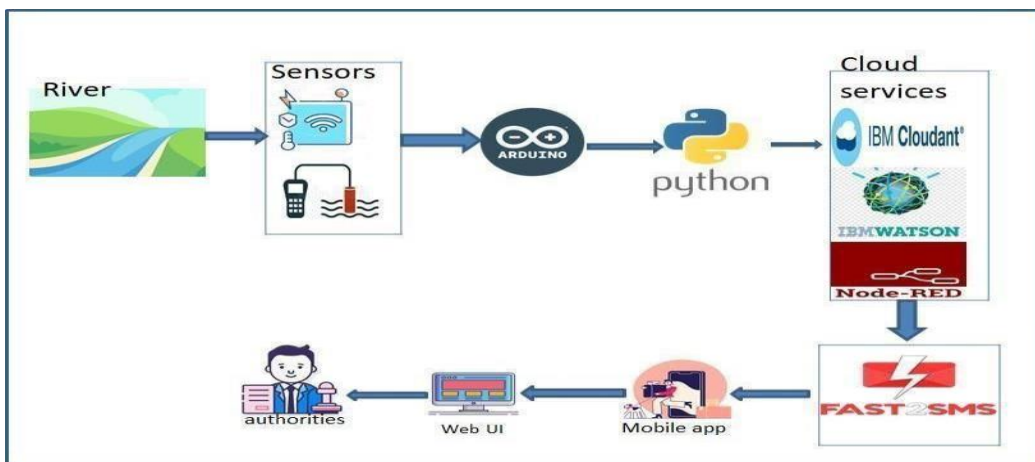 River
Sensors
ARDUINO
python
Cloud
services
IBM Cloudant®
IBMWATSON
Node-RED
FAST2SMS
Mobile app
Web UI
authorities